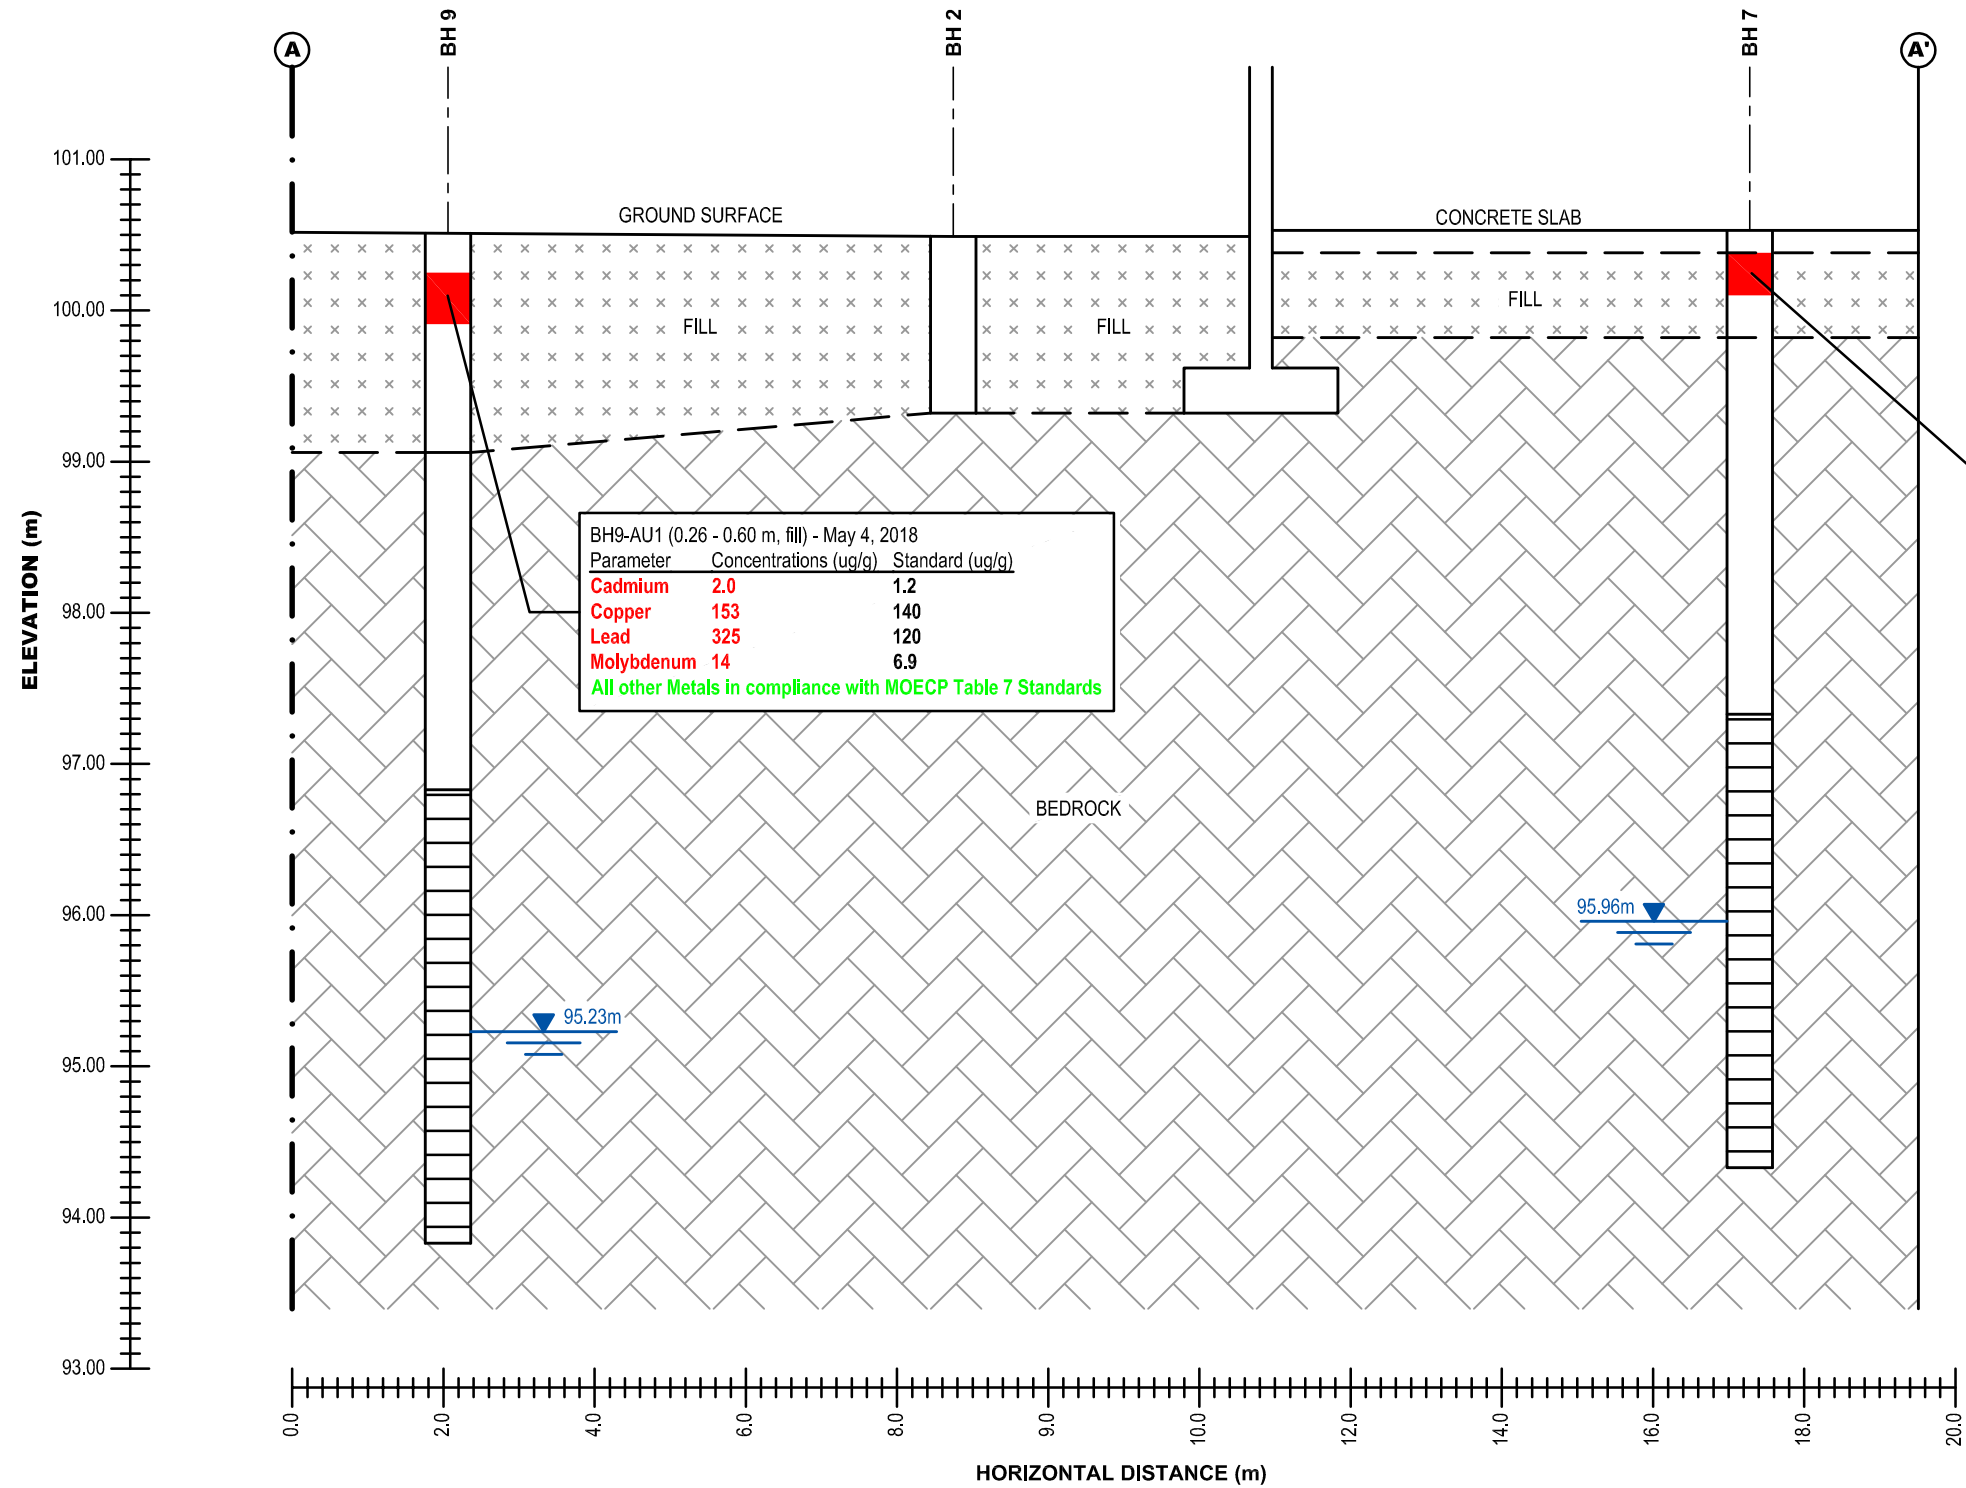 A
BH 9
BH 2
BH 7
A'
101.00
100.00
99.00
98.00
97.00
96.00
95.00
94.00
93.00
ELEVATION (m)
GROUND SURFACE
CONCRETE SLAB
FILL
FILL
FILL
BH9-AU1 (0.26 - 0.60 m, fill) - May 4, 2018
Parameter Concentrations (ug/g) Standard (ug/g)
Cadmium 2.0 1.2
Copper 153 140
Lead 325 120
Molybdenum 14 6.9
All other Metals in compliance with MOECP Table 7 Standards
BEDROCK
95.96m
95.23m
0.0
2.0
4.0
6.0
8.0
9.0
10.0
12.0
14.0
16.0
18.0
20.0
HORIZONTAL DISTANCE (m)